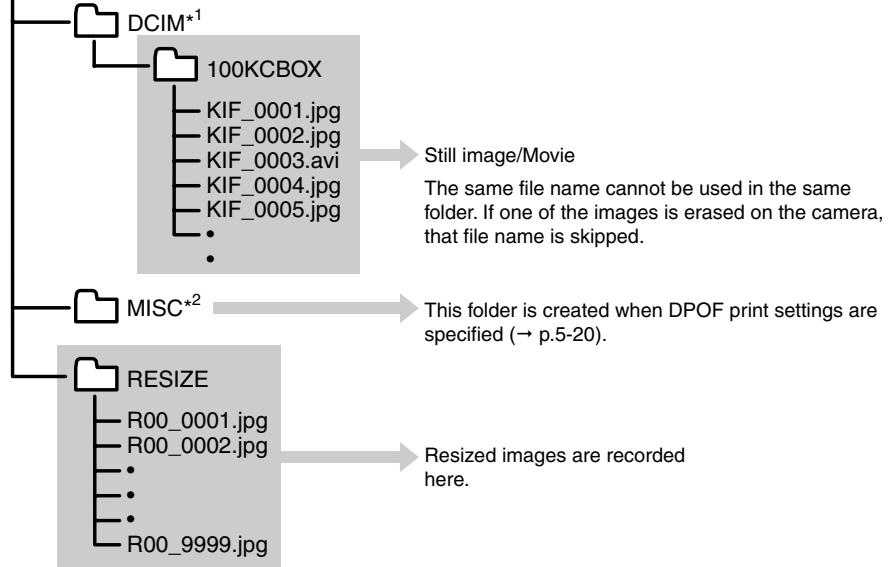 DCIM*1
100KCBOX
KIF_0001.jpg
KIF_0002.jpg
KIF_0003.avi
KIF_0004.jpg
KIF_0005.jpg
•
•
Still image/Movie
The same file name cannot be used in the same
folder. If one of the images is erased on the camera,
that file name is skipped.
MISC*2
This folder is created when DPOF print settings are
specified (→ p.5-20).
RESIZE
R00_0001.jpg
R00_0002.jpg
•
•
•
R00_9999.jpg
Resized images are recorded
here.